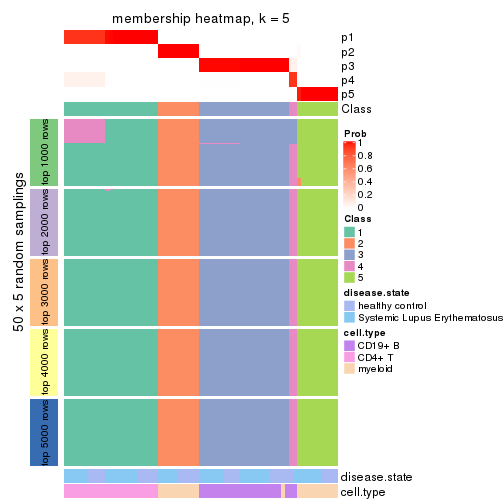 membership heatmap, k = 5
p1
p2
p3
p4
p5
Class
50 x 5 random samplings
top 1000 rows
top 2000 rows
top 3000 rows
top 4000 rows
top 5000 rows
disease.state
cell.type
Prob
1
0.8
0.6
0.4
0.2
0
Class
1
2
3
4
5
disease.state
healthy control
Systemic Lupus Erythematosus
cell.type
CD19+ B
CD4+ T
myeloid